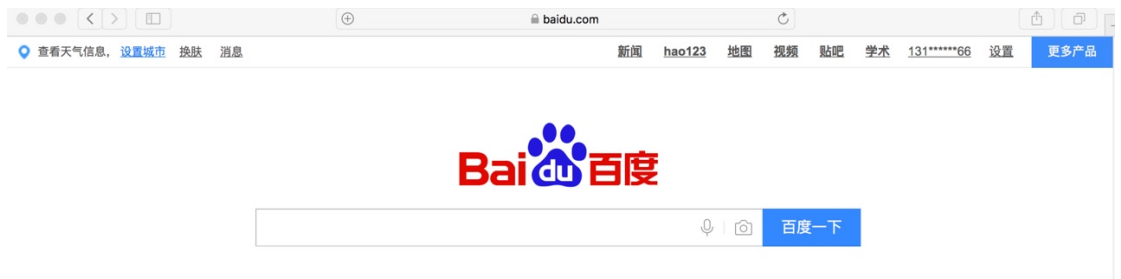 baidu.com
查看天气信息, 设置城市 换肤 消息 新闻 hao123 地图 视频 贴吧 学术 131******66 设置 更多产品
Bai du 百度
百度一下